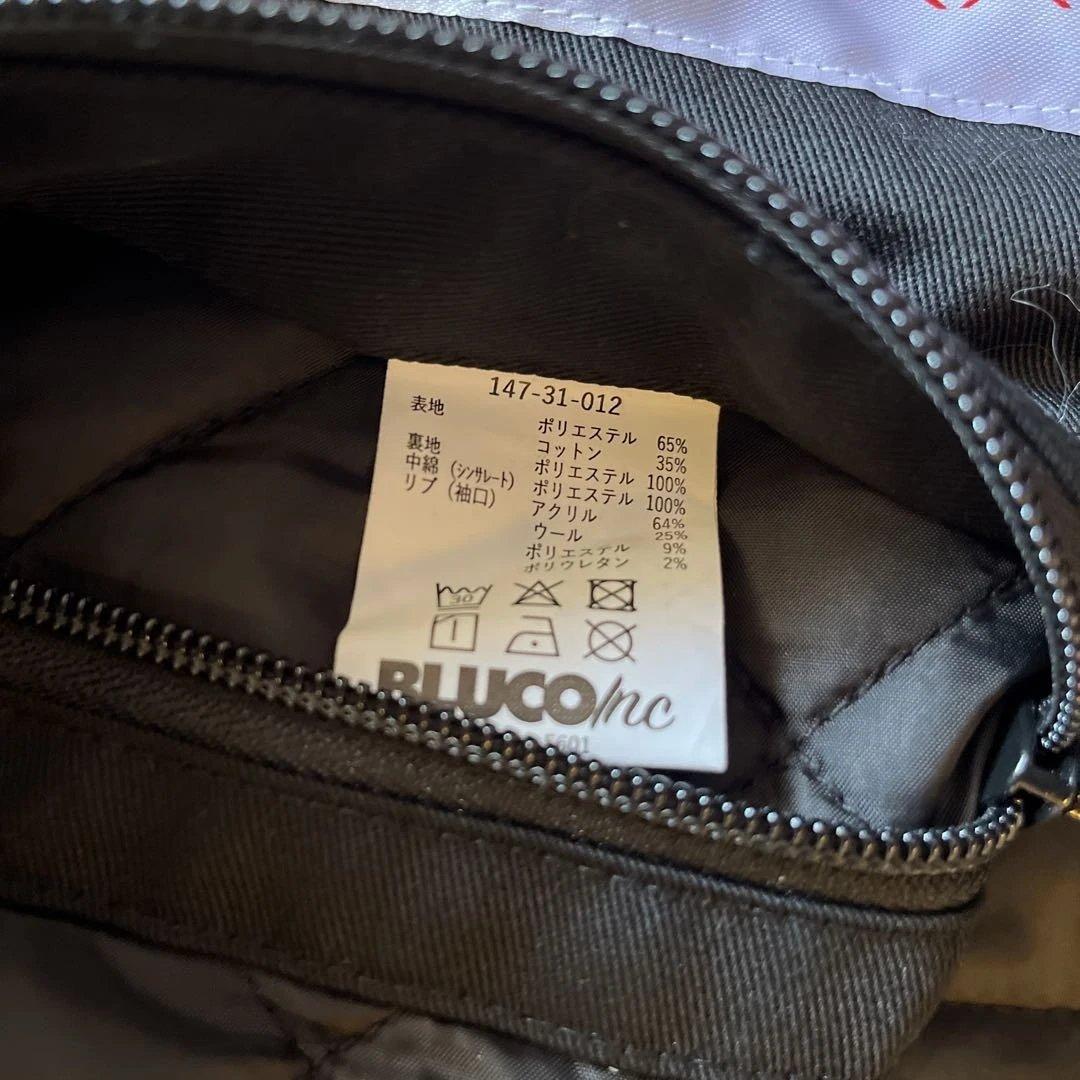 147-31-012
表地 ポリエステル 65%
コットン 35%
裏地 ポリエステル 100%
中綿 (シンサレート) ポリエステル 100%
リブ (袖口) アクリル 64%
ウール 25%
ポリエステル 9%
ポリウレタン 2%
30
BLUCO Inc
5601